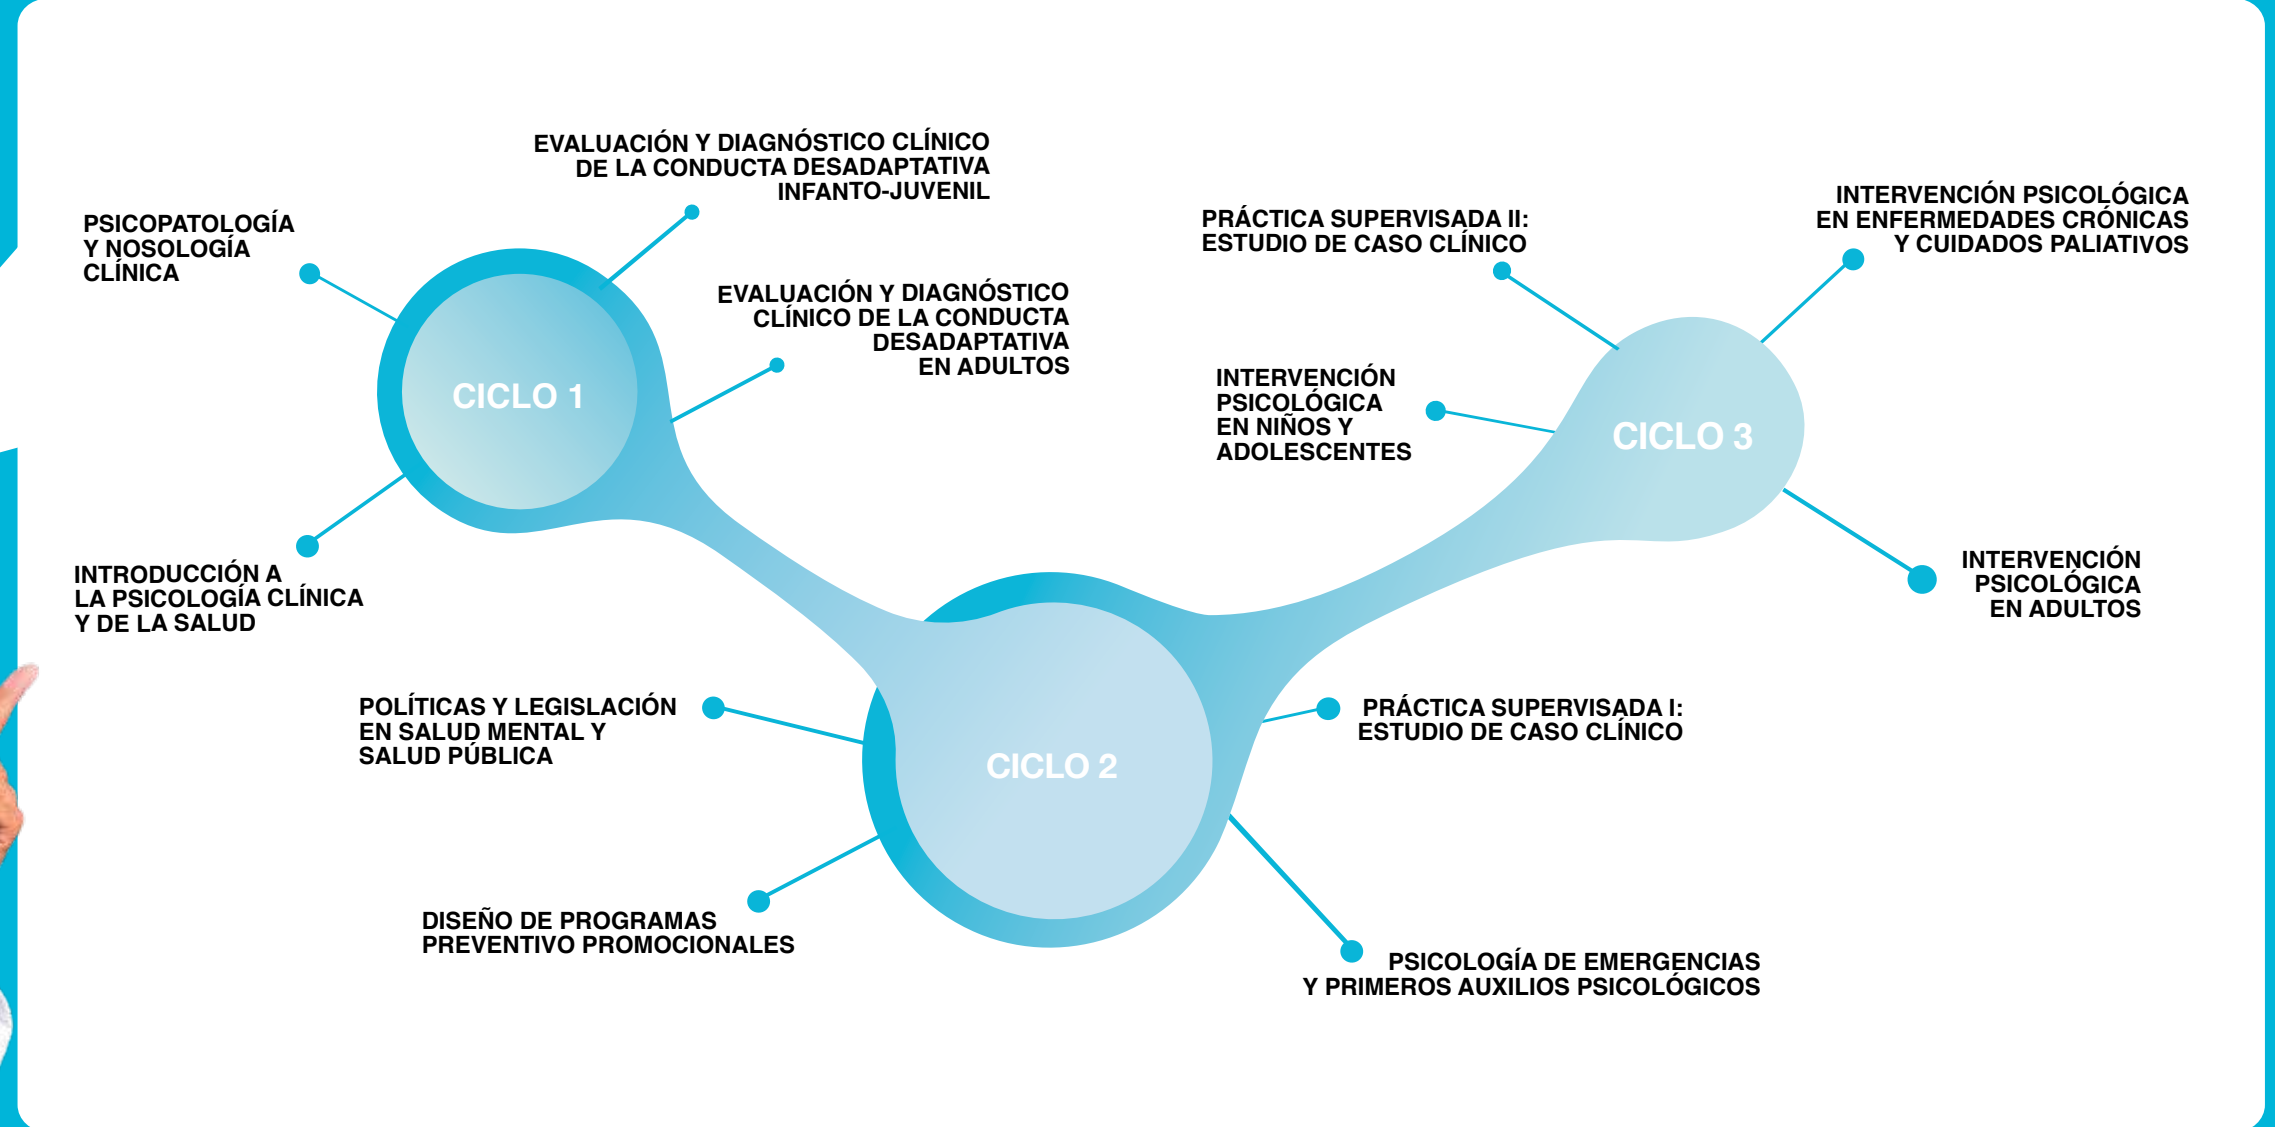 EVALUACIÓN Y DIAGNÓSTICO CLÍNICO
DE LA CONDUCTA DESADAPTATIVA
INFANTO-JUVENIL
PSICOPATOLOGÍA
Y NOSOLOGÍA
CLÍNICA
EVALUACIÓN Y DIAGNÓSTICO
CLÍNICO DE LA CONDUCTA
DESADAPTATIVA
EN ADULTOS
CICLO 1
INTRODUCCIÓN A
LA PSICOLOGÍA CLÍNICA
Y DE LA SALUD
POLÍTICAS Y LEGISLACIÓN
EN SALUD MENTAL Y
SALUD PÚBLICA
CICLO 2
PRÁCTICA SUPERVISADA I:
ESTUDIO DE CASO CLÍNICO
DISEÑO DE PROGRAMAS
PREVENTIVO PROMOCIONALES
PSICOLOGÍA DE EMERGENCIAS
Y PRIMEROS AUXILIOS PSICOLÓGICOS
PRÁCTICA SUPERVISADA II:
ESTUDIO DE CASO CLÍNICO
INTERVENCIÓN PSICOLÓGICA
EN ENFERMEDADES CRÓNICAS
Y CUIDADOS PALIATIVOS
INTERVENCIÓN
PSICOLÓGICA
EN NIÑOS Y
ADOLESCENTES
CICLO 3
INTERVENCIÓN
PSICOLÓGICA
EN ADULTOS